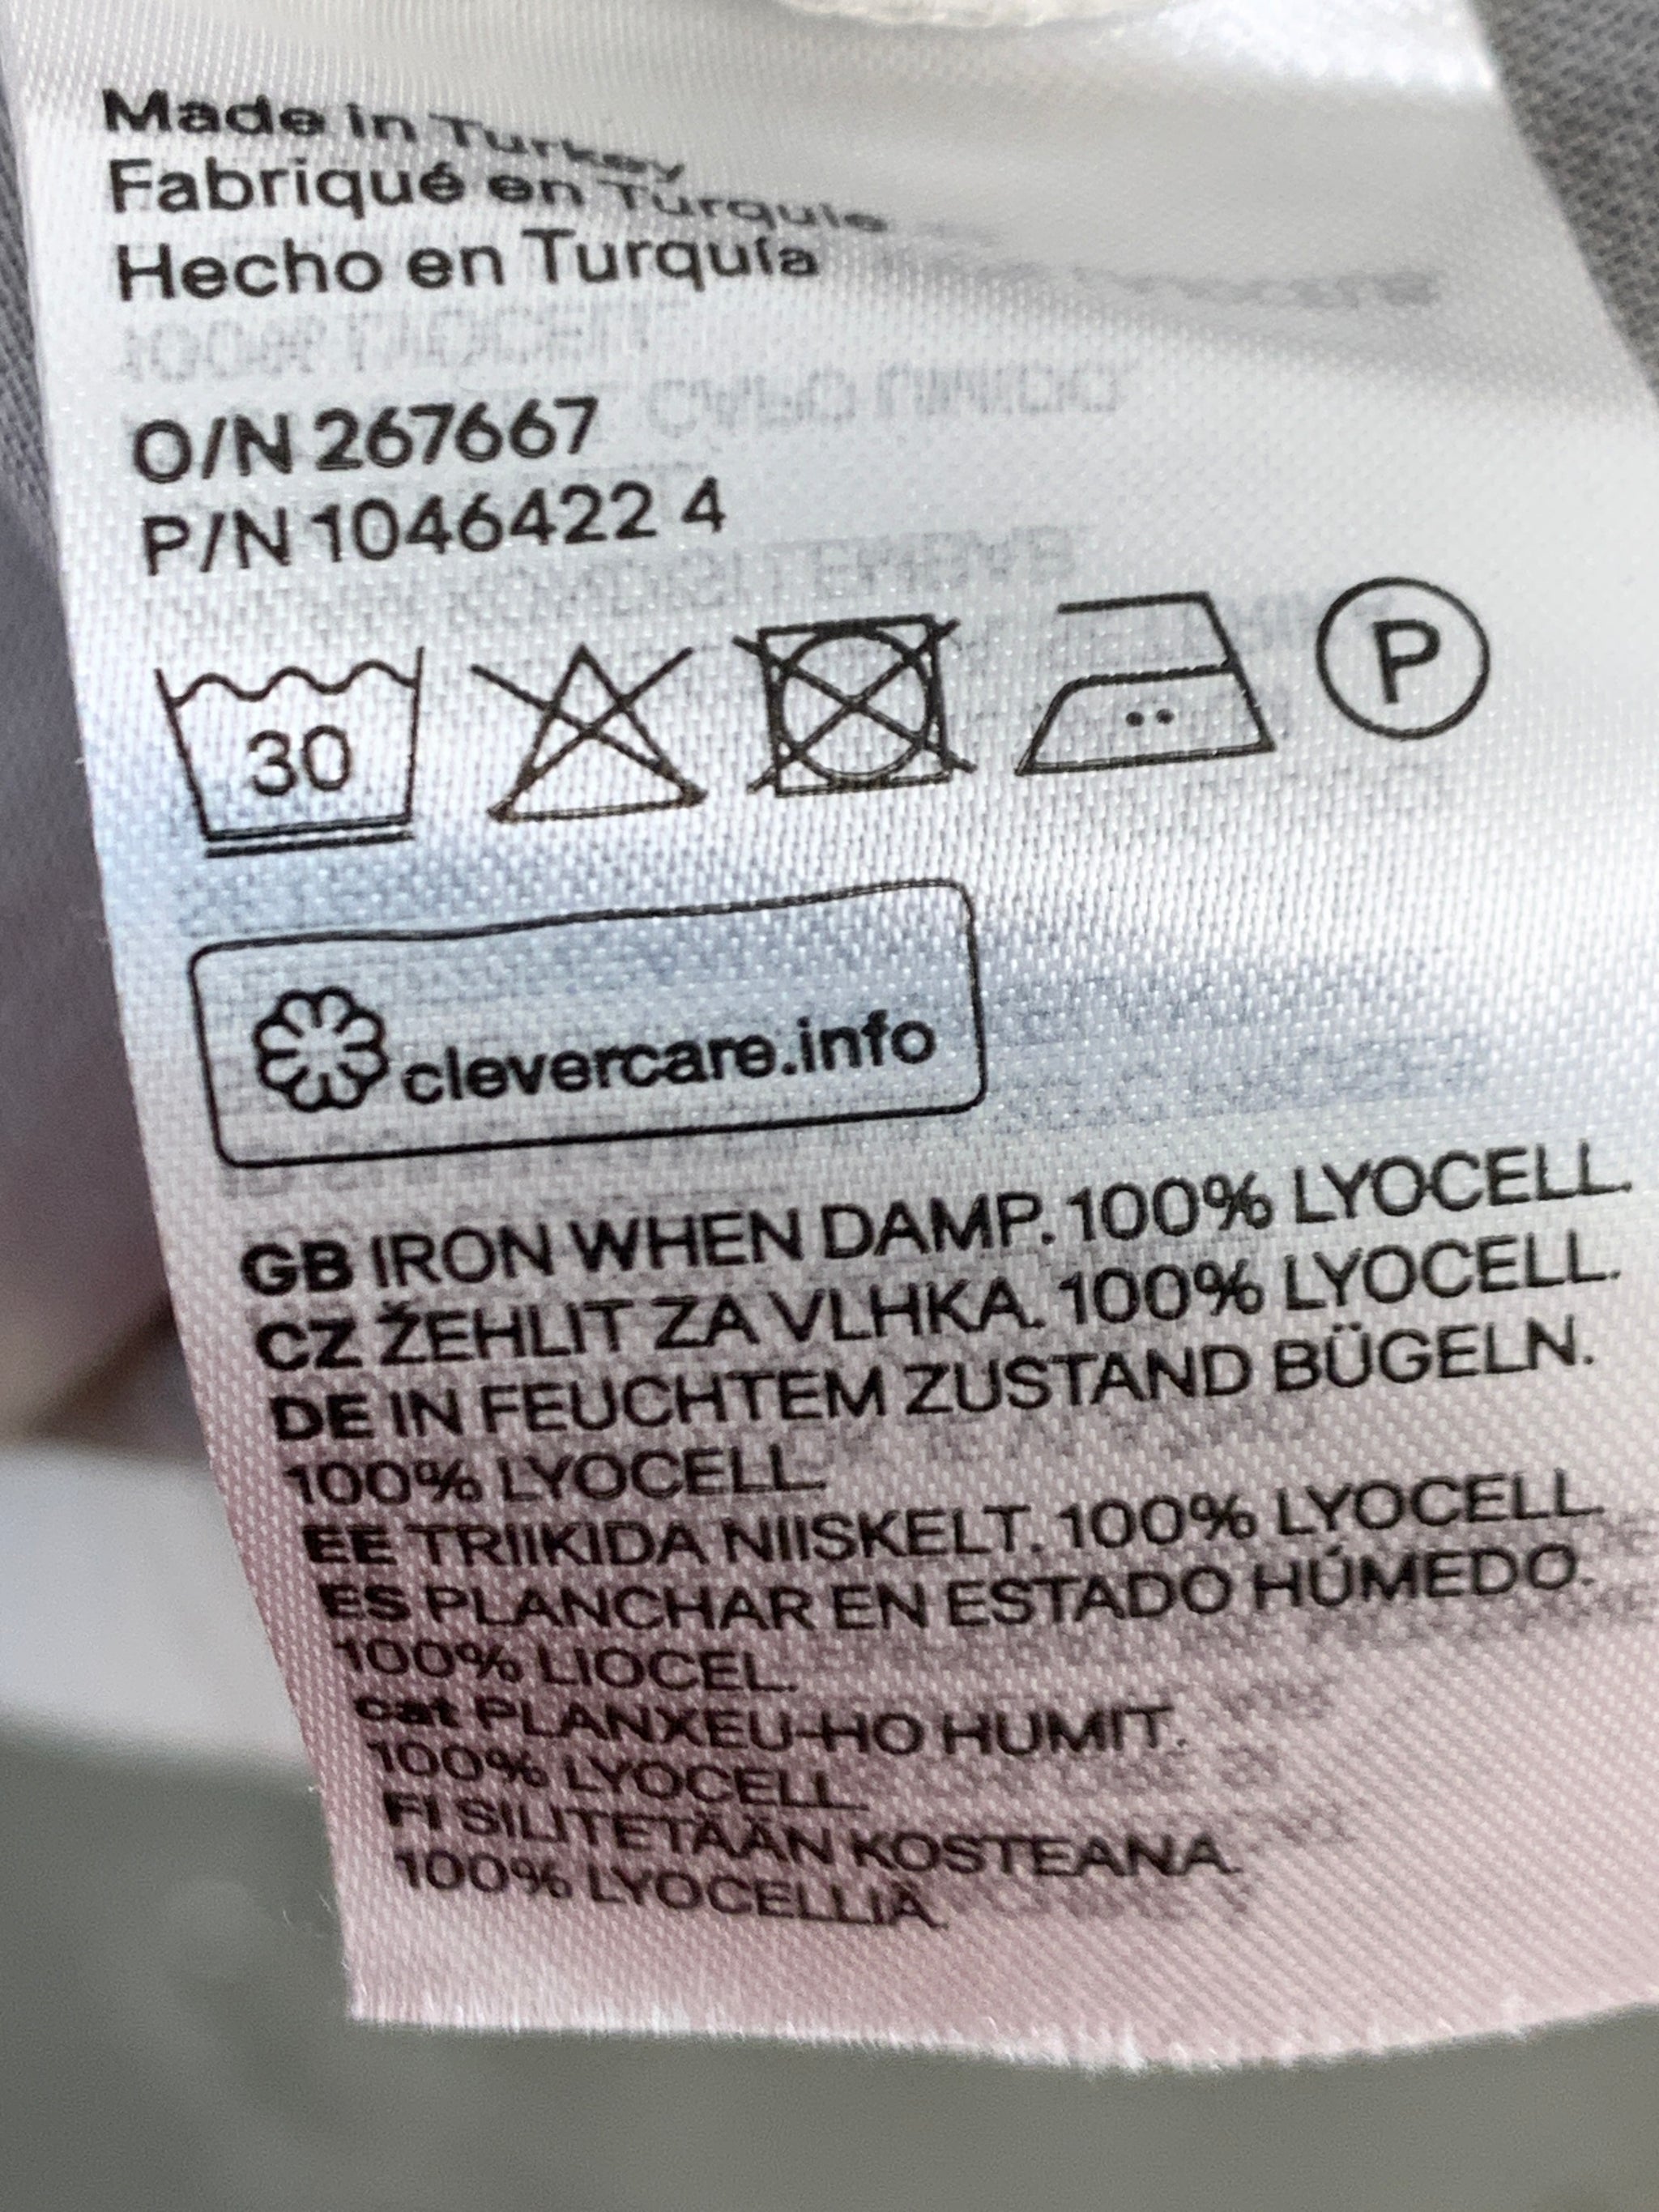 Made in Turkey
Fabriqué en Turquie
Hecho en Turquía
O/N 267667
P/N 1046422 4
30
P
clevercare.info
GB IRON WHEN DAMP. 100% LYOCELL.
CZ ŽEHLIT ZA VLHKA. 100% LYOCELL.
DE IN FEUCHTEM ZUSTAND BÜGELN.
100% LYOCELL.
EE TRIIKIDA NIISKELT. 100% LYOCELL.
ES PLANCHAR EN ESTADO HÚMEDO.
100% LIOCEL.
cat PLANXEU-HO HUMIT.
100% LYOCELL.
FI SILITETÄÄN KOSTEANA.
100% LYOCELLIÄ.